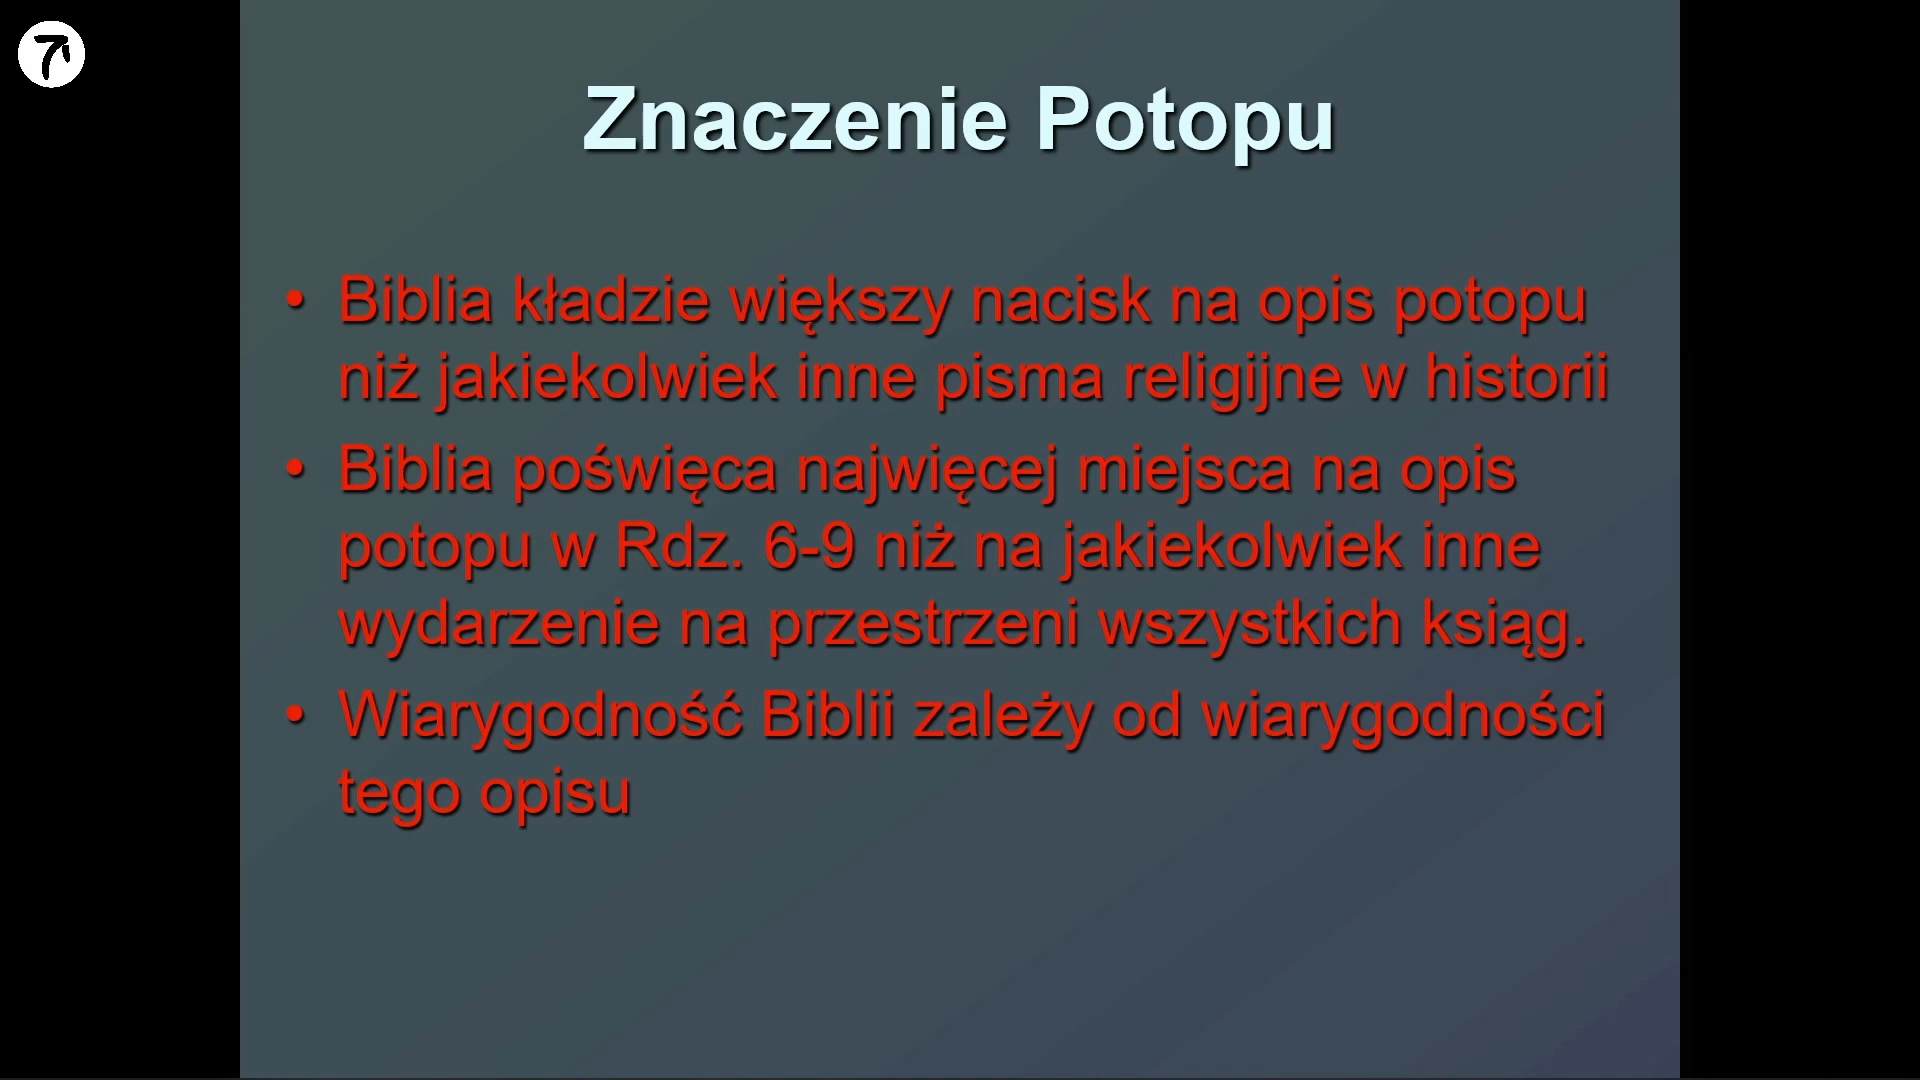 Znaczenie Potopu
• Biblia kładzie większy nacisk na opis potopu
niż jakiekolwiek inne pisma religijne w historii
• Biblia poświęca najwięcej miejsca na opis
potopu w Rdz. 6-9 niż na jakiekolwiek inne
wydarzenie na przestrzeni wszystkich ksiąg.
• Wiarygodność Biblii zależy od wiarygodności
tego opisu